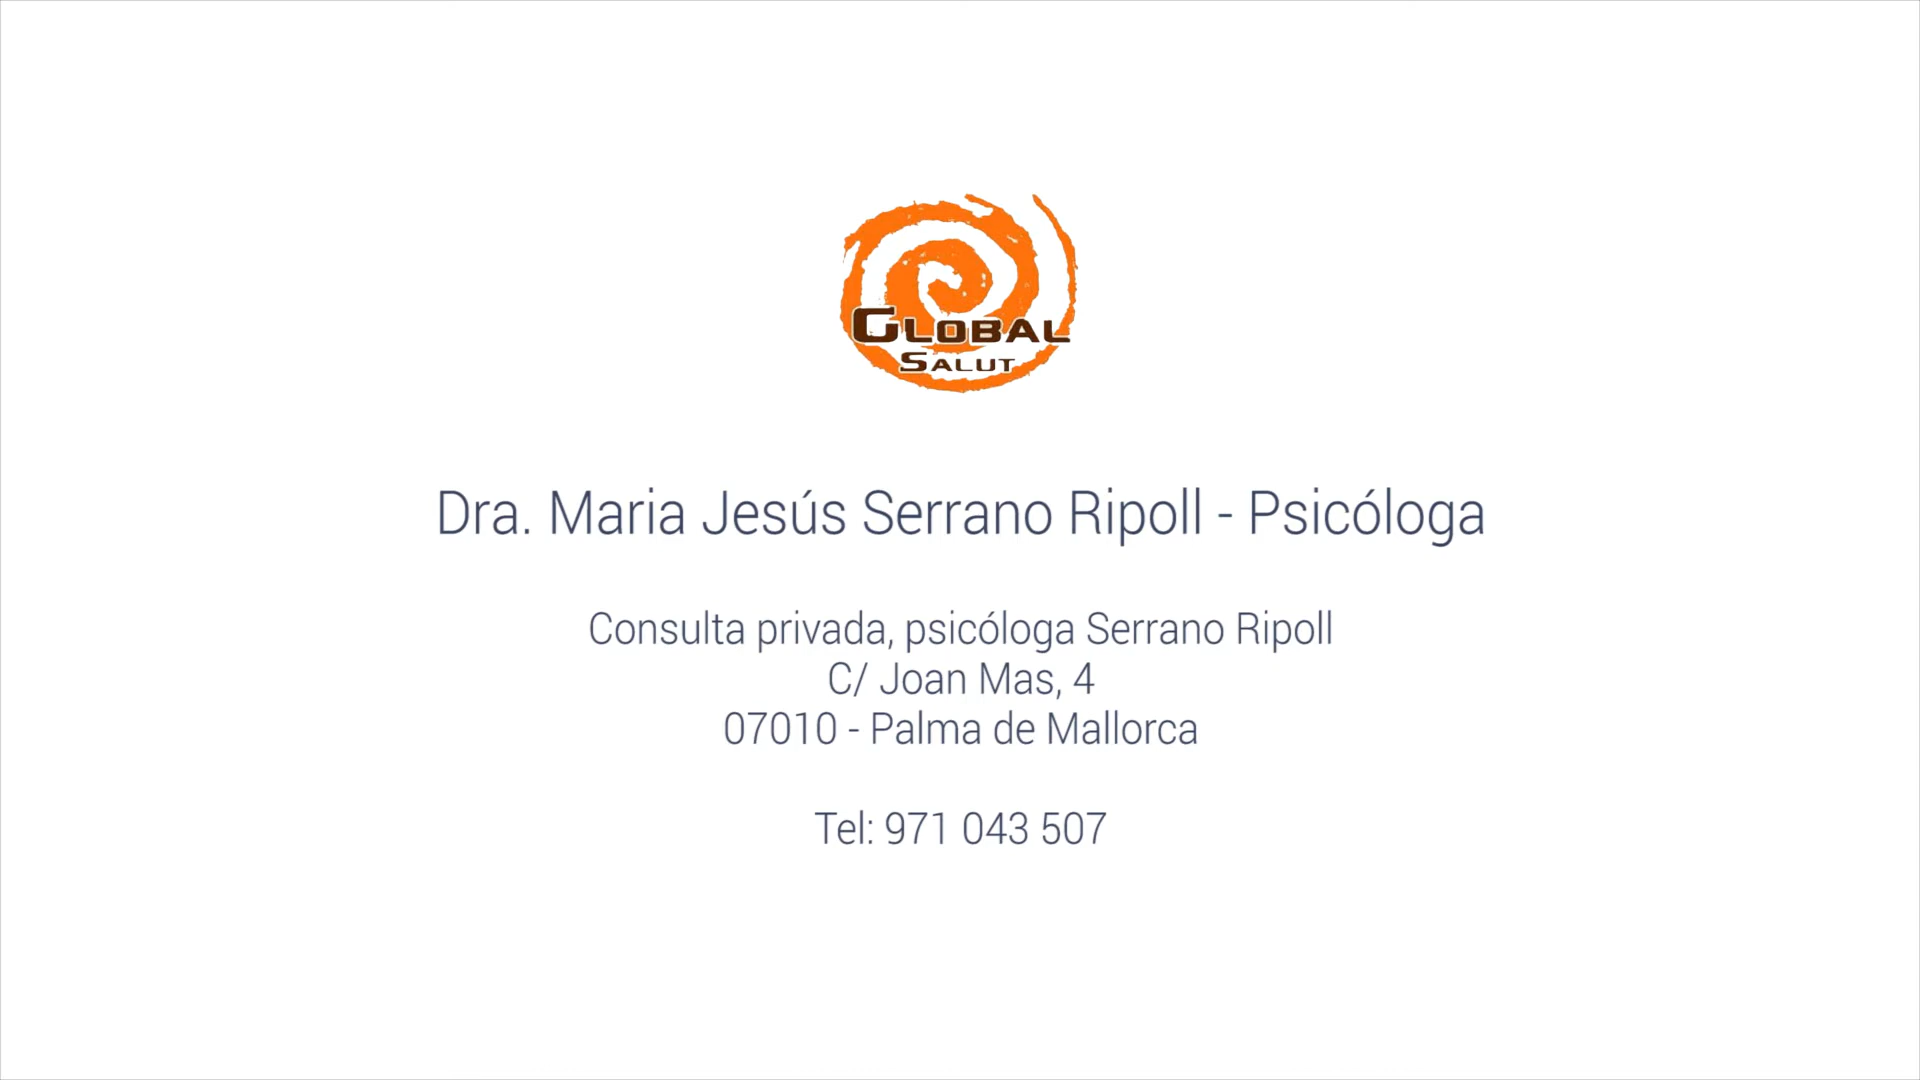 GLOBAL
SALUT
Dra. Maria Jesús Serrano Ripoll - Psicóloga
Consulta privada, psicóloga Serrano Ripoll
C/ Joan Mas, 4
07010 - Palma de Mallorca
Tel: 971 043 507